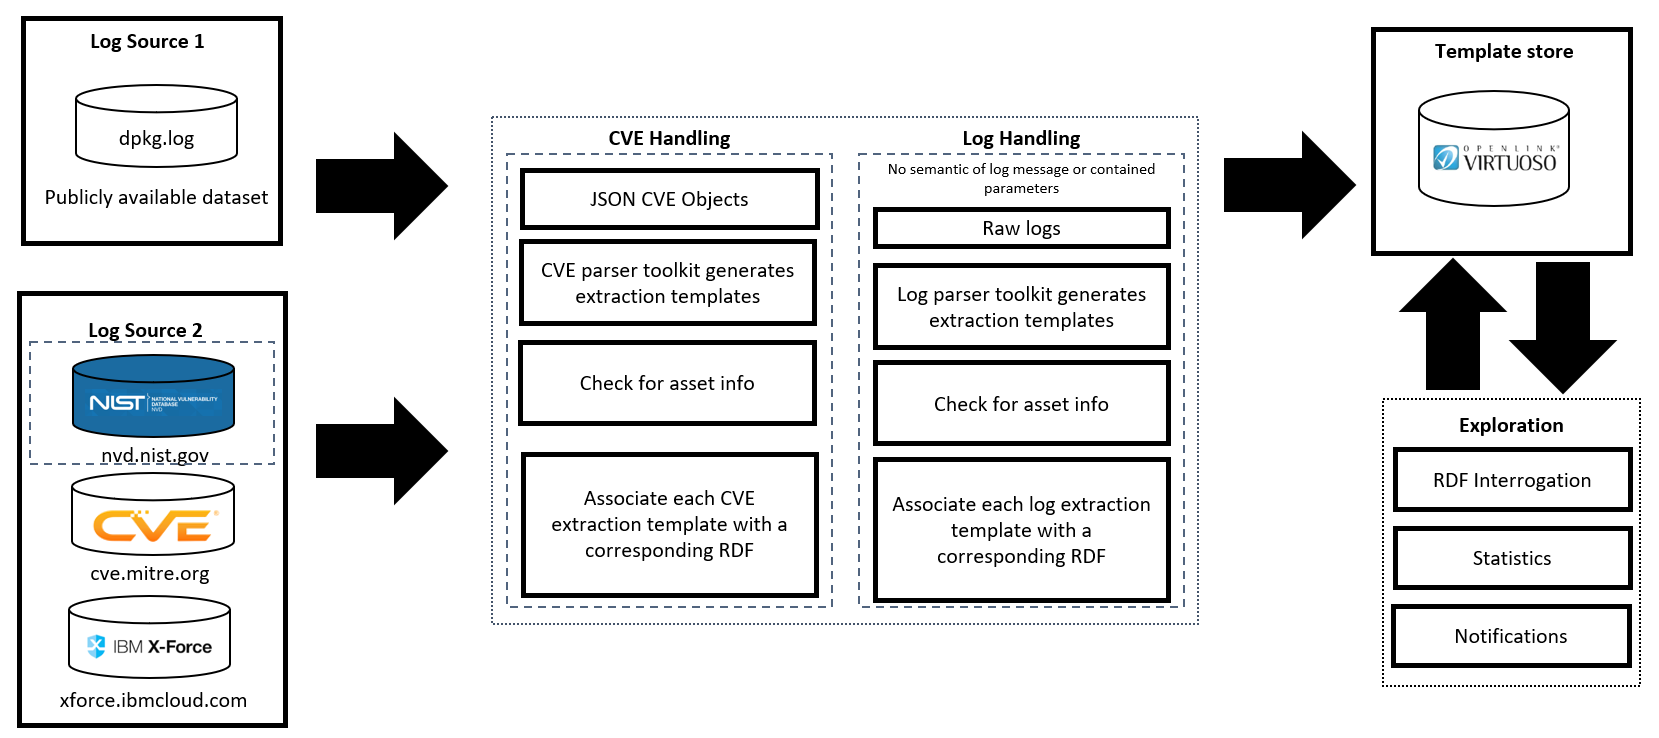 Log Source 1
dpkg.log
Publicly available dataset
Log Source 2
NIST
NATIONAL VULNERABILITY
DATABASE
NVD
nvd.nist.gov
CVE®
cve.mitre.org
IBM X-Force
xforce.ibmcloud.com
CVE Handling
JSON CVE Objects
CVE parser toolkit generates
extraction templates
Check for asset info
Associate each CVE
extraction template with a
corresponding RDF
Log Handling
No semantic of log message or contained
parameters
Raw logs
Log parser toolkit generates
extraction templates
Check for asset info
Associate each log extraction
template with a
corresponding RDF
Template store
OPENLINK®
VIRTUOSO
Exploration
RDF Interrogation
Statistics
Notifications